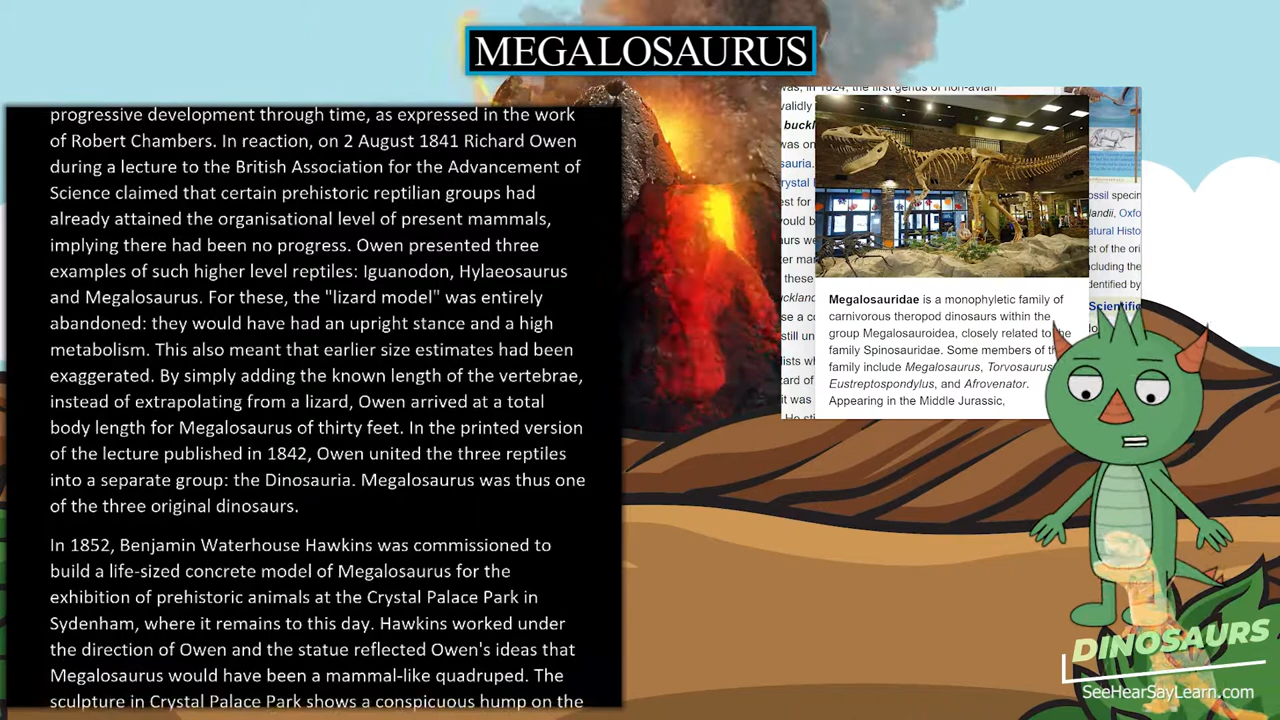 MEGALOSAURUS
progressive development through time, as expressed in the work
of Robert Chambers. In reaction, on 2 August 1841 Richard Owen
during a lecture to the British Association for the Advancement of
Science claimed that certain prehistoric reptilian groups had
already attained the organisational level of present mammals,
implying there had been no progress. Owen presented three
examples of such higher level reptiles: Iguanodon, Hylaeosaurus
and Megalosaurus. For these, the "lizard model" was entirely
abandoned: they would have had an upright stance and a high
metabolism. This also meant that earlier size estimates had been
exaggerated. By simply adding the known length of the vertebrae,
instead of extrapolating from a lizard, Owen arrived at a total
body length for Megalosaurus of thirty feet. In the printed version
of the lecture published in 1842, Owen united the three reptiles
into a separate group: the Dinosauria. Megalosaurus was thus one
of the three original dinosaurs.
In 1852, Benjamin Waterhouse Hawkins was commissioned to
build a life-sized concrete model of Megalosaurus for the
exhibition of prehistoric animals at the Crystal Palace Park in
Sydenham, where it remains to this day. Hawkins worked under
the direction of Owen and the statue reflected Owen's ideas that
Megalosaurus would have been a mammal-like quadruped. The
sculpture in Crystal Palace Park shows a conspicuous hump on the
was, in 1824, the first genus of non-avian
validly
was on
Megalosauridae is a monophyletic family of
carnivorous theropod dinosaurs within the
group Megalosauroidea, closely related to the
family Spinosauridae. Some members of
family include Megalosaurus, Torvosaurus
Eustreptospondylus, and Afrovenator.
Appearing in the Middle Jurassic,
DINOSAURS
SeeHearSayLearn.com